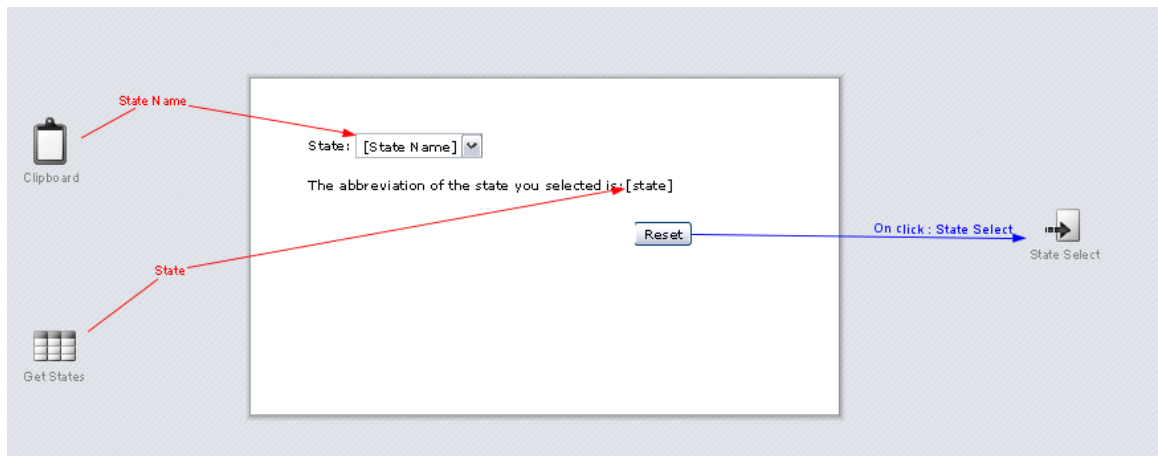 State Name
Clipboard
State: [State Name]
The abbreviation of the state you selected is: [state]
Reset
On click : State Select
State Select
State
Get States